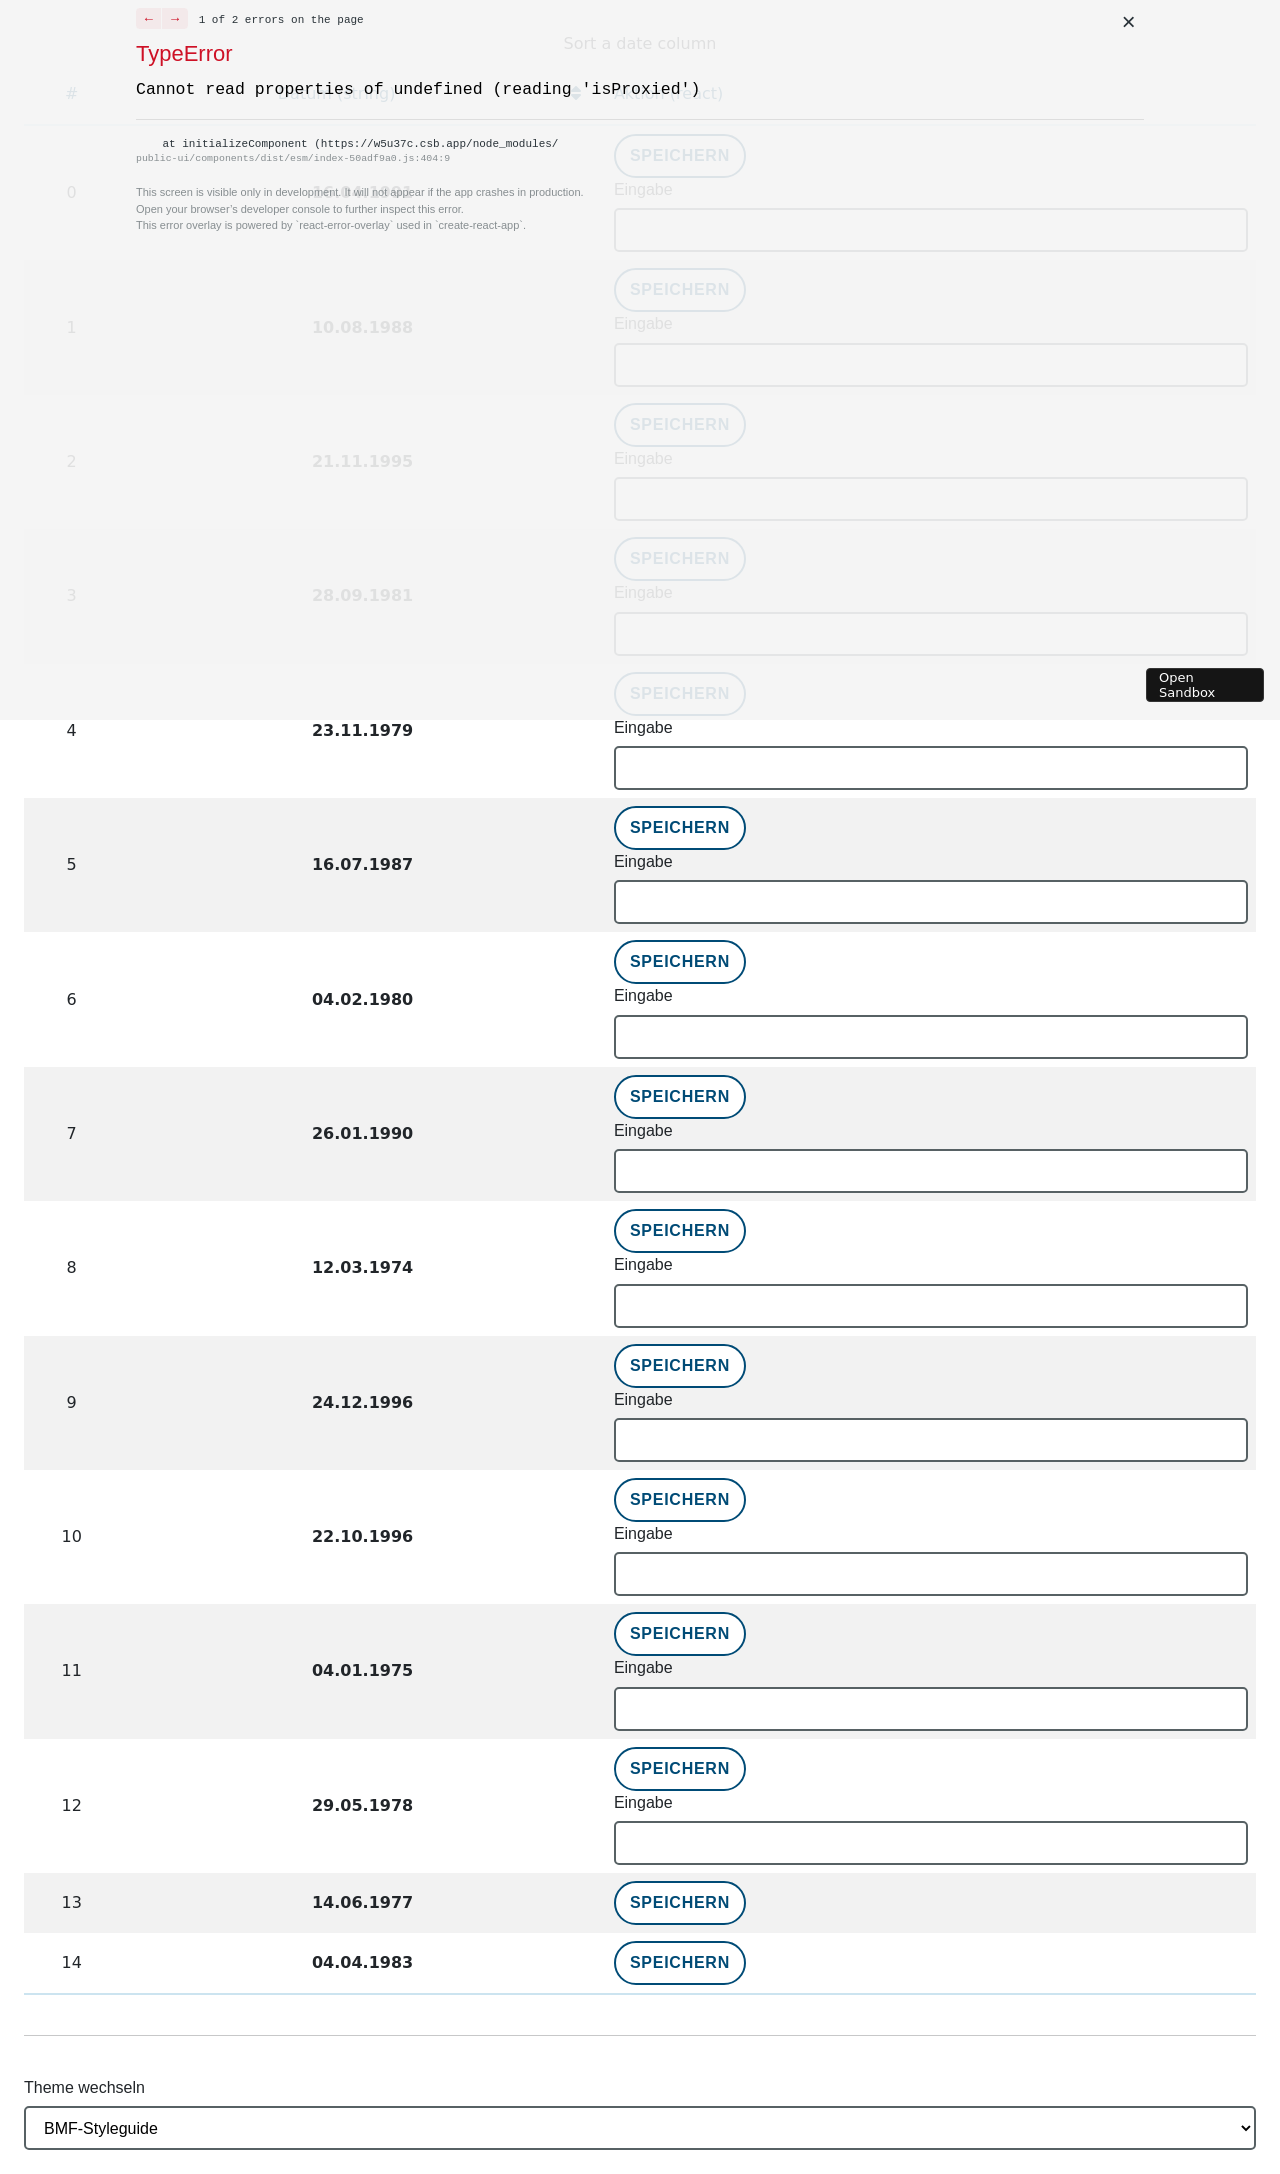 ← → 1 of 2 errors on the page ×
Sort a date column
TypeError
Cannot read properties of undefined (reading 'isProxied')
# Datum (string) Aktion (react)
at initializeComponent (https://w5u37c.csb.app/node_modules/
public-ui/components/dist/esm/index-50adf9a0.js:404:9
SPEICHERN
This screen is visible only in development. It will not appear if the app crashes in production.
Open your browser's developer console to further inspect this error.
This error overlay is powered by `react-error-overlay` used in `create-react-app`.
0
Eingabe
SPEICHERN
1 10.08.1988 Eingabe
SPEICHERN
2 21.11.1995 Eingabe
SPEICHERN
3 28.09.1981 Eingabe
Open
Sandbox
SPEICHERN
4 23.11.1979 Eingabe
SPEICHERN
5 16.07.1987 Eingabe
SPEICHERN
6 04.02.1980 Eingabe
SPEICHERN
7 26.01.1990 Eingabe
SPEICHERN
8 12.03.1974 Eingabe
SPEICHERN
9 24.12.1996 Eingabe
SPEICHERN
10 22.10.1996 Eingabe
SPEICHERN
11 04.01.1975 Eingabe
SPEICHERN
12 29.05.1978 Eingabe
13 14.06.1977 SPEICHERN
14 04.04.1983 SPEICHERN
Theme wechseln
BMF-Styleguide